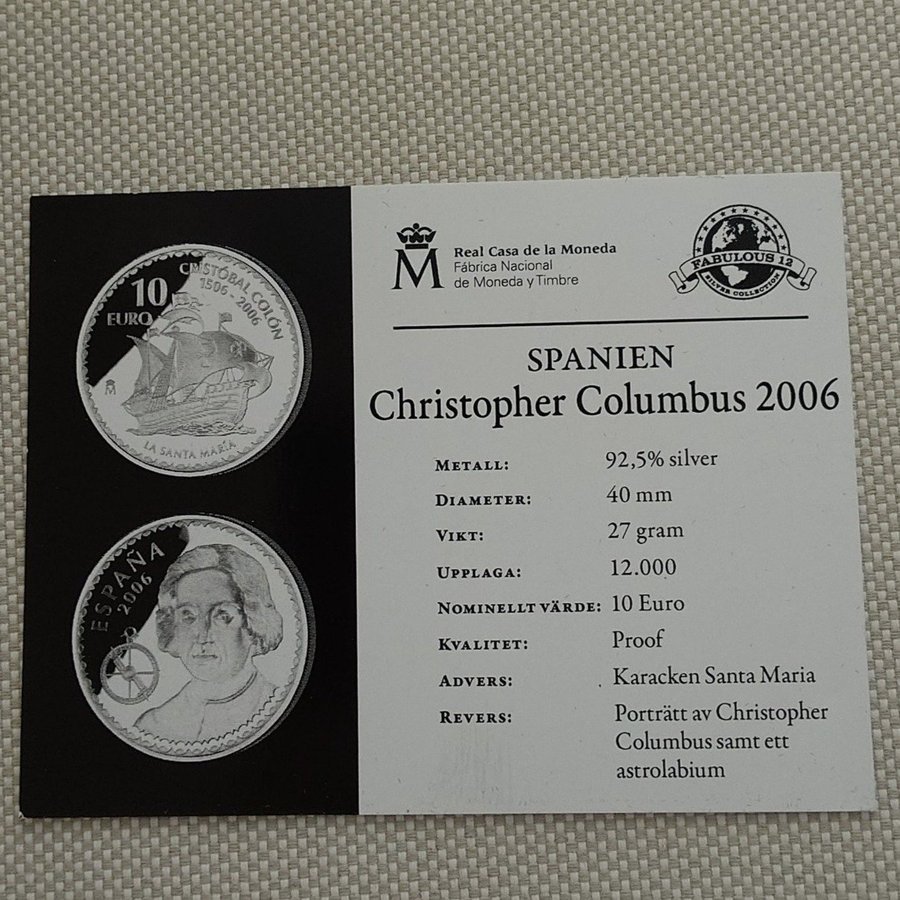 10
EURO
CRISTÓBAL COLÓN
1506 - 2006
M
LA SANTA MARÍA
ESPAÑA
2006
M
Real Casa de la Moneda
Fábrica Nacional
de Moneda y Timbre
FABULOUS 12
SILVER COLLECTION
SPANIEN
Christopher Columbus 2006
METALL: 92,5% silver
DIAMETER: 40 mm
VIKT: 27 gram
UPPLAGA: 12.000
NOMINELLT VÄRDE: 10 Euro
KVALITET: Proof
ADVERS: Karacken Santa Maria
REVERS: Porträtt av Christopher
Columbus samt ett
astrolabium